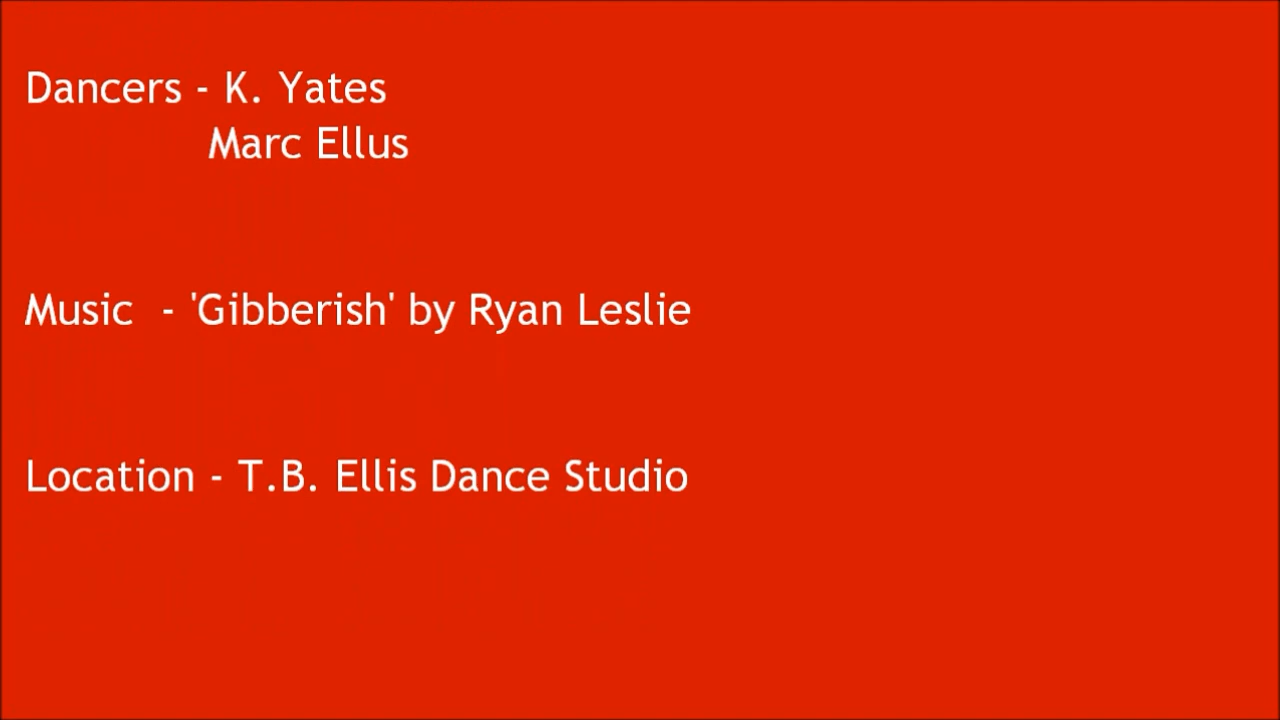 Dancers - K. Yates
Marc Ellus
Music  - 'Gibberish' by Ryan Leslie
Location - T.B. Ellis Dance Studio